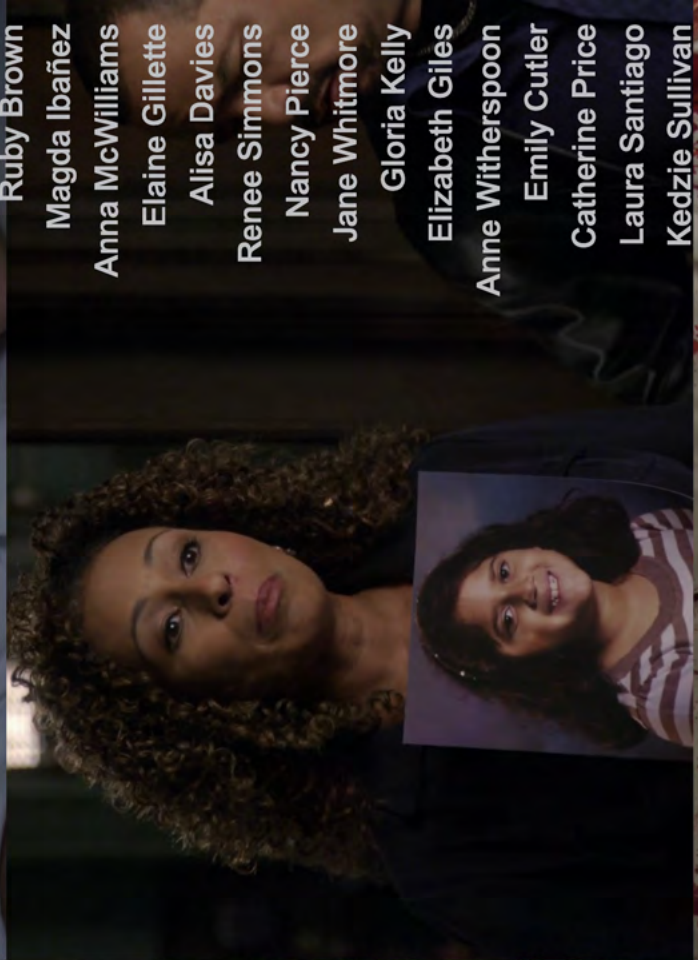 Ruby Brown
Magda Ibañez
Anna McWilliams
Elaine Gillette
Alisa Davies
Renee Simmons
Nancy Pierce
Jane Whitmore
Gloria Kelly
Elizabeth Giles
Anne Witherspoon
Emily Cutler
Catherine Price
Laura Santiago
Kedzie Sullivan